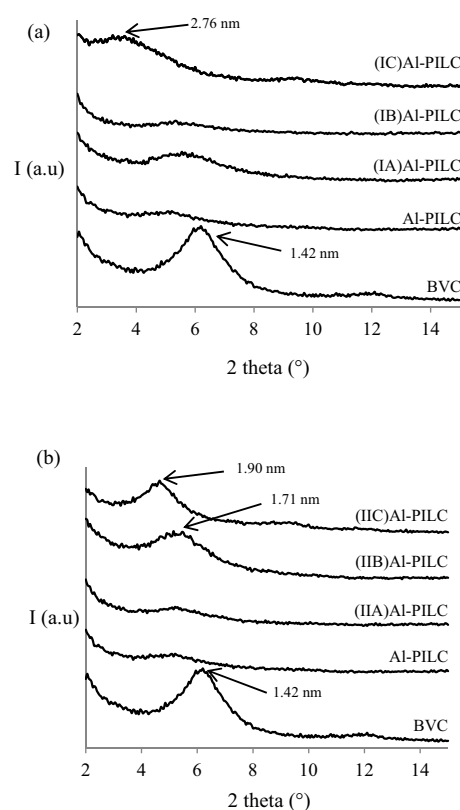 (a)
2.76 nm
(IC)Al-PILC
(IB)Al-PILC
I (a.u)
(IA)Al-PILC
Al-PILC
1.42 nm
BVC
2 4 6 8 10 12 14
2 theta (°)
(b)
1.90 nm
1.71 nm
(IIC)Al-PILC
(IIB)Al-PILC
I (a.u)
(IIA)Al-PILC
Al-PILC
1.42 nm
BVC
2 4 6 8 10 12 14
2 theta (°)